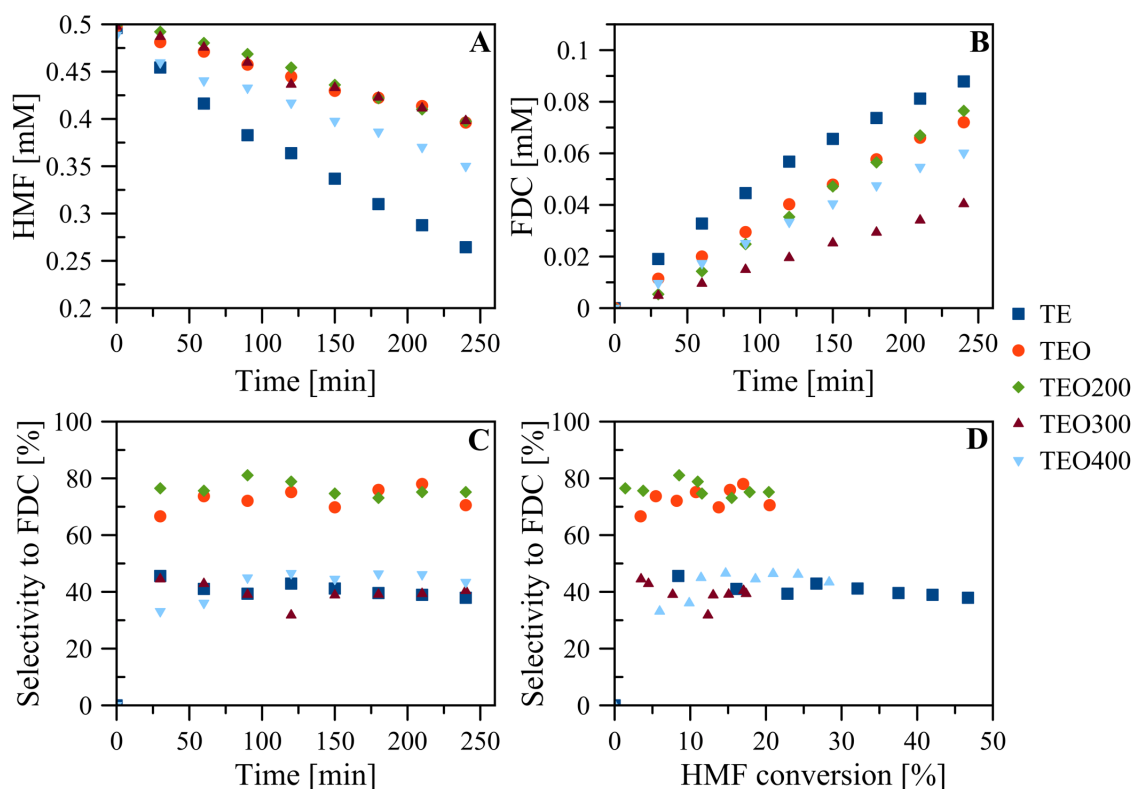 A
HMF [mM]
0.5
0.45
0.4
0.35
0.3
0.25
0.2
0 50 100 150 200 250
Time [min]
B
FDC [mM]
0.1
0.08
0.06
0.04
0.02
0
0 50 100 150 200 250
Time [min]
TE
TEO
TEO200
TEO300
TEO400
C
Selectivity to FDC [%]
100
80
60
40
20
0
0 50 100 150 200 250
Time [min]
D
Selectivity to FDC [%]
100
80
60
40
20
0
0 10 20 30 40 50
HMF conversion [%]